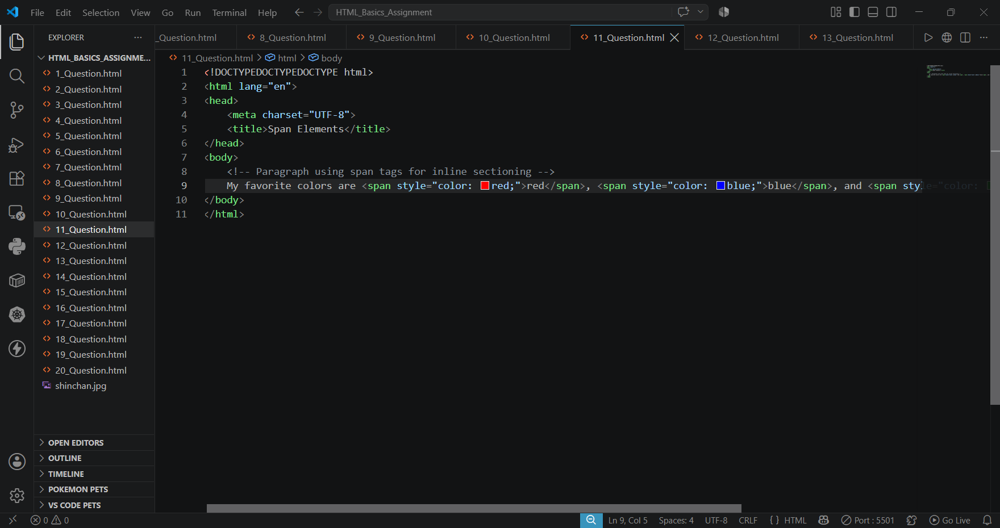 File Edit Selection View Go Run Terminal Help
HTML_Basics_Assignment
EXPLORER
HTML_BASICS_ASSIGNME...
1_Question.html
2_Question.html
3_Question.html
4_Question.html
5_Question.html
6_Question.html
7_Question.html
8_Question.html
9_Question.html
10_Question.html
11_Question.html
12_Question.html
13_Question.html
14_Question.html
15_Question.html
16_Question.html
17_Question.html
18_Question.html
19_Question.html
20_Question.html
shinchan.jpg
OPEN EDITORS
OUTLINE
TIMELINE
POKEMON PETS
VS CODE PETS
_Question.html 8_Question.html 9_Question.html 10_Question.html 11_Question.html 12_Question.html 13_Question.html
11_Question.html > html > body
1 <!DOCTYPEDOCTYPEDOCTYPE html>
2 <html lang="en">
3 <head>
4 <meta charset="UTF-8">
5 <title>Span Elements</title>
6 </head>
7 <body>
8 <!-- Paragraph using span tags for inline sectioning -->
9 My favorite colors are <span style="color: red;">red</span>, <span style="color: blue;">blue</span>, and <span style="color:
10 </body>
11 </html>
0 0 Ln 9, Col 5 Spaces: 4 UTF-8 CRLF { } HTML Port : 5501 Go Live